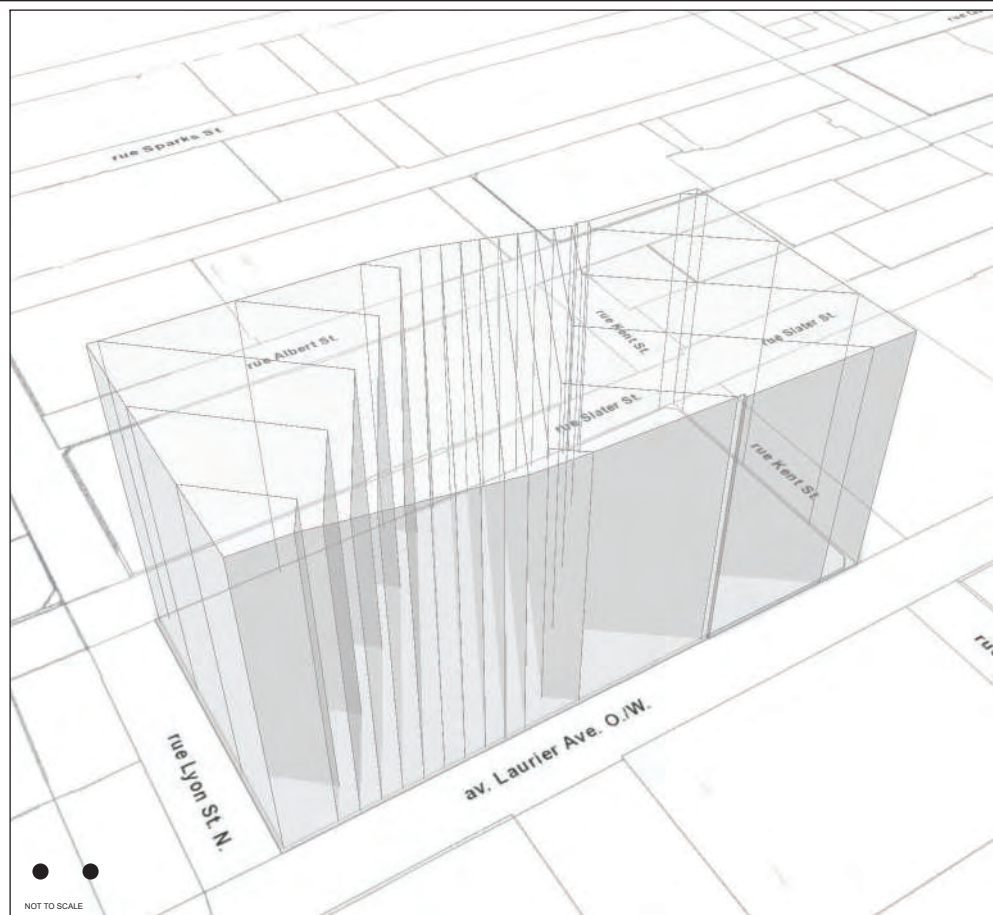 rue Sparks St.
rue Albert St.
rue Kent St.
rue Slater St.
rue Slater St.
rue Kent St.
av. Laurier Ave. O./W.
rue Lyon St. N.
NOT TO SCALE